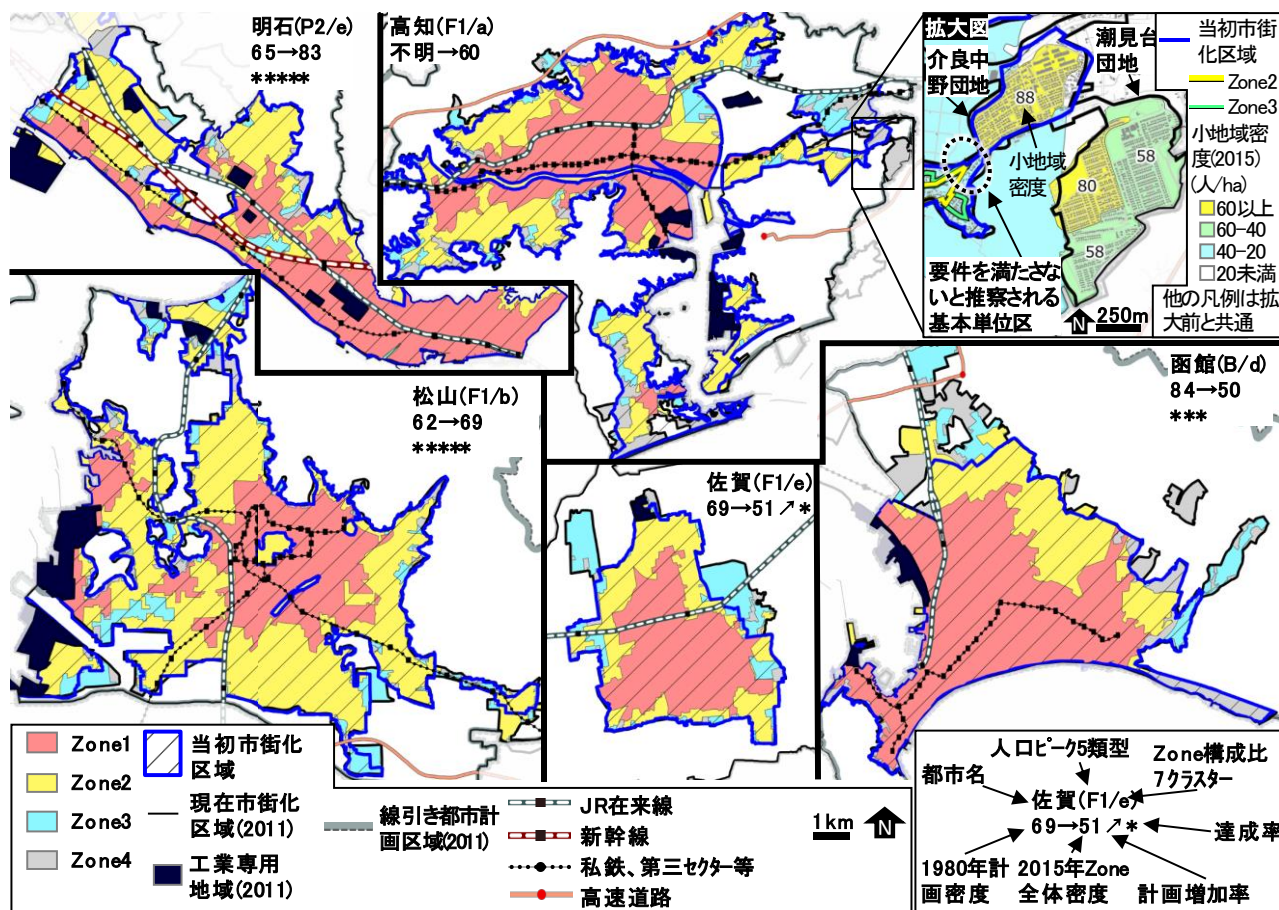 明石(P2/e)
65→83
*****
高知(F1/a)
不明→60
拡大図
介良中
野団地
潮見台
団地
88
小地域
密度
80
58
58
要件を満たさな
いと推察される
基本単位区
N
250m
当初市街
化区域
Zone2
Zone3
小地域密
度(2015)
(人/ha)
60以上
60-40
40-20
20未満
他の凡例は拡
大前と共通
松山(F1/b)
62→69
*****
佐賀(F1/e)
69→51↗*
函館(B/d)
84→50
***
Zone1
Zone2
Zone3
Zone4
当初市街化
区域
現在市街化
区域(2011)
工業専用
地域(2011)
線引き都市計
画区域(2011)
JR在来線
新幹線
私鉄、第三セクター等
高速道路
1km
N
人口ピーク5類型
Zone構成比
7クラスター
都市名
佐賀(F1/e)
69→51↗*
達成率
1980年計
画密度
2015年Zone
全体密度
計画増加率